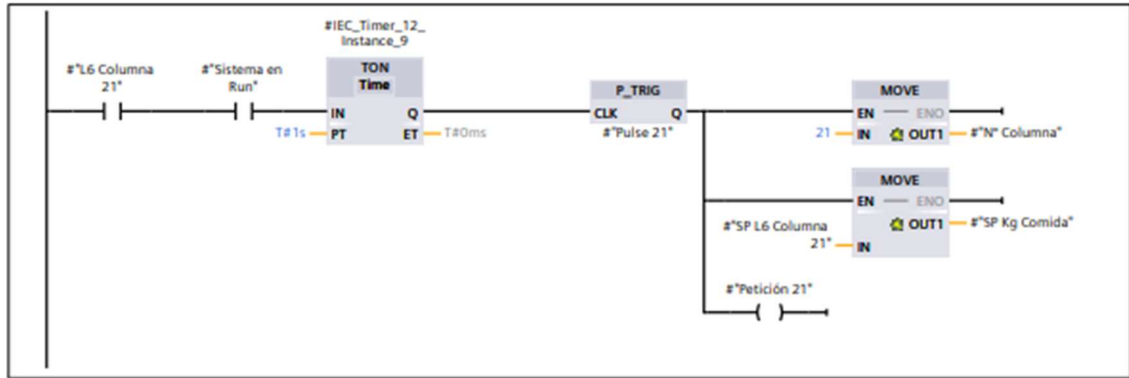 #IEC_Timer_12_
Instance_9
#"L6 Columna
21"
#"Sistema en
Run"
TON
Time
IN Q
T#1s PT ET T#0ms
P_TRIG
CLK Q
#"Pulse 21"
MOVE
EN ENO
21 IN OUT1 #"N° Columna"
MOVE
EN ENO
OUT1 #"SP Kg Comida"
#"SP L6 Columna
21" IN
#"Petición 21"